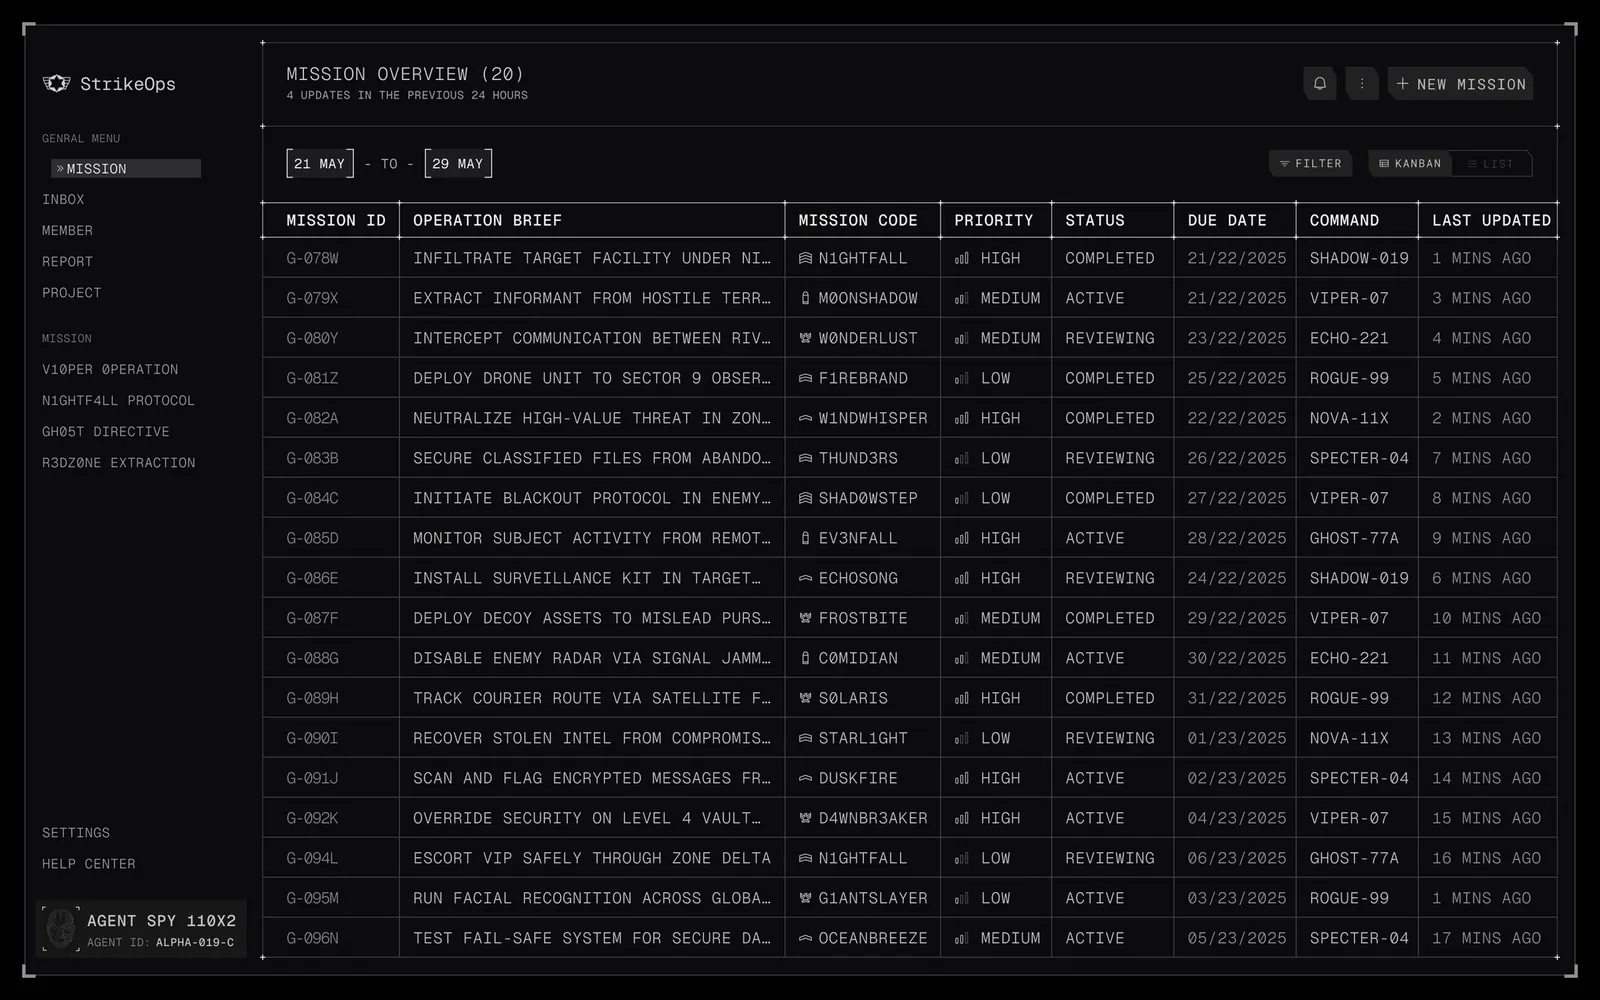 StrikeOps
GENRAL MENU
» MISSION
INBOX
MEMBER
REPORT
PROJECT
MISSION
V10PER 0PERATION
N1GHTF4LL PROTOCOL
GH05T DIRECTIVE
R3DZ0NE EXTRACTION
SETTINGS
HELP CENTER
AGENT SPY 110X2
AGENT ID: ALPHA-019-C
MISSION OVERVIEW (20)
4 UPDATES IN THE PREVIOUS 24 HOURS
+ NEW MISSION
21 MAY - TO - 29 MAY
FILTER
KANBAN
LIST
MISSION ID OPERATION BRIEF MISSION CODE PRIORITY STATUS DUE DATE COMMAND LAST UPDATED
G-078W INFILTRATE TARGET FACILITY UNDER NI… N1GHTFALL HIGH COMPLETED 21/22/2025 SHADOW-019 1 MINS AGO
G-079X EXTRACT INFORMANT FROM HOSTILE TERR… M0ONSHADOW MEDIUM ACTIVE 21/22/2025 VIPER-07 3 MINS AGO
G-080Y INTERCEPT COMMUNICATION BETWEEN RIV… W0NDERLUST MEDIUM REVIEWING 23/22/2025 ECHO-221 4 MINS AGO
G-081Z DEPLOY DRONE UNIT TO SECTOR 9 OBSER… F1REBRAND LOW COMPLETED 25/22/2025 ROGUE-99 5 MINS AGO
G-082A NEUTRALIZE HIGH-VALUE THREAT IN ZON… W1NDWHISPER HIGH COMPLETED 22/22/2025 NOVA-11X 2 MINS AGO
G-083B SECURE CLASSIFIED FILES FROM ABANDO… THUND3RS LOW REVIEWING 26/22/2025 SPECTER-04 7 MINS AGO
G-084C INITIATE BLACKOUT PROTOCOL IN ENEMY… SHAD0WSTEP LOW COMPLETED 27/22/2025 VIPER-07 8 MINS AGO
G-085D MONITOR SUBJECT ACTIVITY FROM REMOT… EV3NFALL HIGH ACTIVE 28/22/2025 GHOST-77A 9 MINS AGO
G-086E INSTALL SURVEILLANCE KIT IN TARGET… ECHOSONG HIGH REVIEWING 24/22/2025 SHADOW-019 6 MINS AGO
G-087F DEPLOY DECOY ASSETS TO MISLEAD PURS… FROSTBITE MEDIUM COMPLETED 29/22/2025 VIPER-07 10 MINS AGO
G-088G DISABLE ENEMY RADAR VIA SIGNAL JAMM… C0MIDIAN MEDIUM ACTIVE 30/22/2025 ECHO-221 11 MINS AGO
G-089H TRACK COURIER ROUTE VIA SATELLITE F… S0LARIS HIGH COMPLETED 31/22/2025 ROGUE-99 12 MINS AGO
G-090I RECOVER STOLEN INTEL FROM COMPROMIS… STARL1GHT LOW REVIEWING 01/23/2025 NOVA-11X 13 MINS AGO
G-091J SCAN AND FLAG ENCRYPTED MESSAGES FR… DUSKFIRE HIGH ACTIVE 02/23/2025 SPECTER-04 14 MINS AGO
G-092K OVERRIDE SECURITY ON LEVEL 4 VAULT… D4WNBR3AKER HIGH ACTIVE 04/23/2025 VIPER-07 15 MINS AGO
G-094L ESCORT VIP SAFELY THROUGH ZONE DELTA N1GHTFALL LOW REVIEWING 06/23/2025 GHOST-77A 16 MINS AGO
G-095M RUN FACIAL RECOGNITION ACROSS GLOBA… G1ANTSLAYER LOW ACTIVE 03/23/2025 ROGUE-99 1 MINS AGO
G-096N TEST FAIL-SAFE SYSTEM FOR SECURE DA… OCEANBREEZE MEDIUM ACTIVE 05/23/2025 SPECTER-04 17 MINS AGO